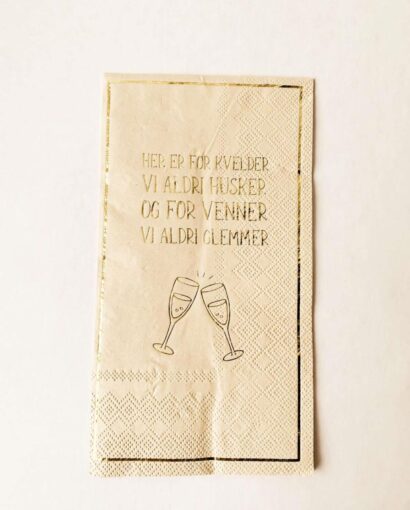 HER ER FOR KVELDER
VI ALDRI HUSKER
OG FOR VENNER
VI ALDRI GLEMMER